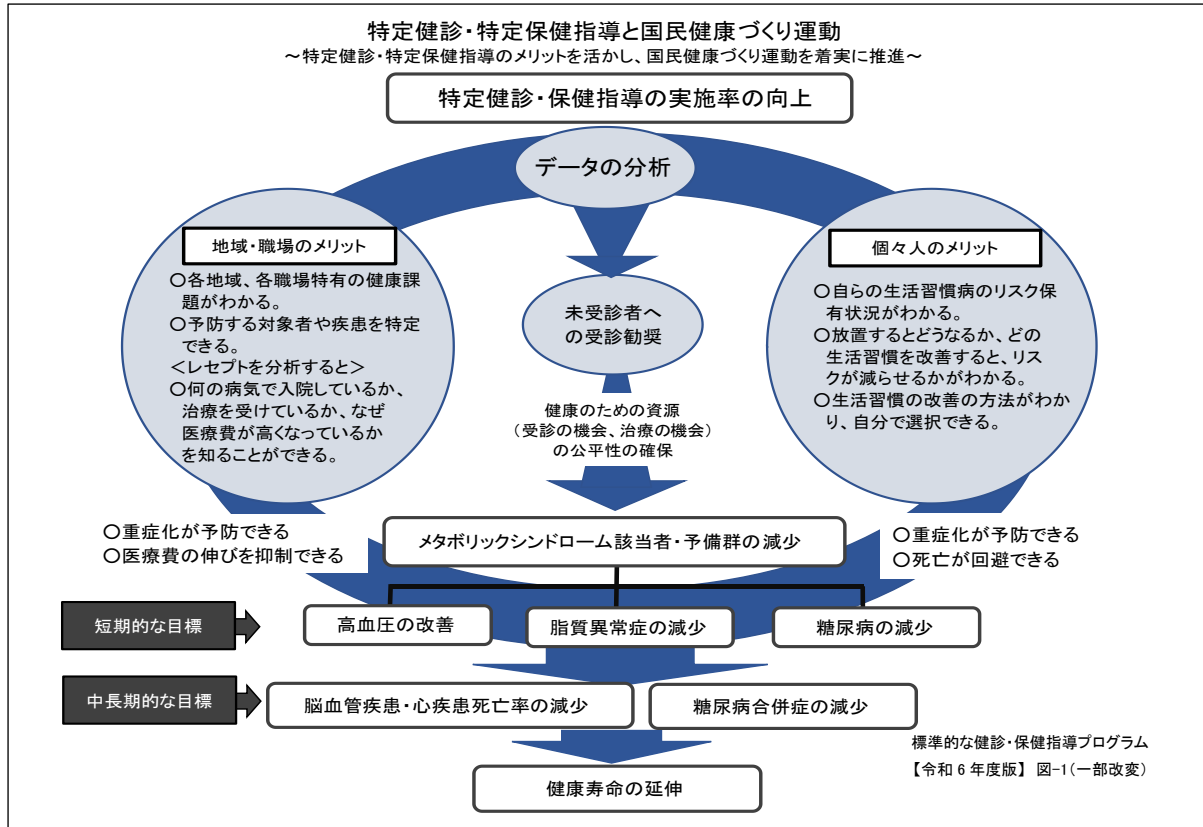 特定健診・特定保健指導と国民健康づくり運動
～特定健診・特定保健指導のメリットを活かし、国民健康づくり運動を着実に推進～
特定健診・保健指導の実施率の向上
データの分析
地域・職場のメリット
○各地域、各職場特有の健康課
題がわかる。
○予防する対象者や疾患を特定
できる。
＜レセプトを分析すると＞
○何の病気で入院しているか、
治療を受けているか、なぜ
医療費が高くなっているか
を知ることができる。
未受診者へ
の受診勧奨
個々人のメリット
○自らの生活習慣病のリスク保
有状況がわかる。
○放置するとどうなるか、どの
生活習慣を改善すると、リス
クが減らせるかがわかる。
○生活習慣の改善の方法がわか
り、自分で選択できる。
健康のための資源
（受診の機会、治療の機会）
の公平性の確保
○重症化が予防できる
○医療費の伸びを抑制できる
メタボリックシンドローム該当者・予備群の減少
○重症化が予防できる
○死亡が回避できる
短期的な目標
高血圧の改善
脂質異常症の減少
糖尿病の減少
中長期的な目標
脳血管疾患・心疾患死亡率の減少
糖尿病合併症の減少
標準的な健診・保健指導プログラム
【令和6年度版】 図-1（一部改変）
健康寿命の延伸